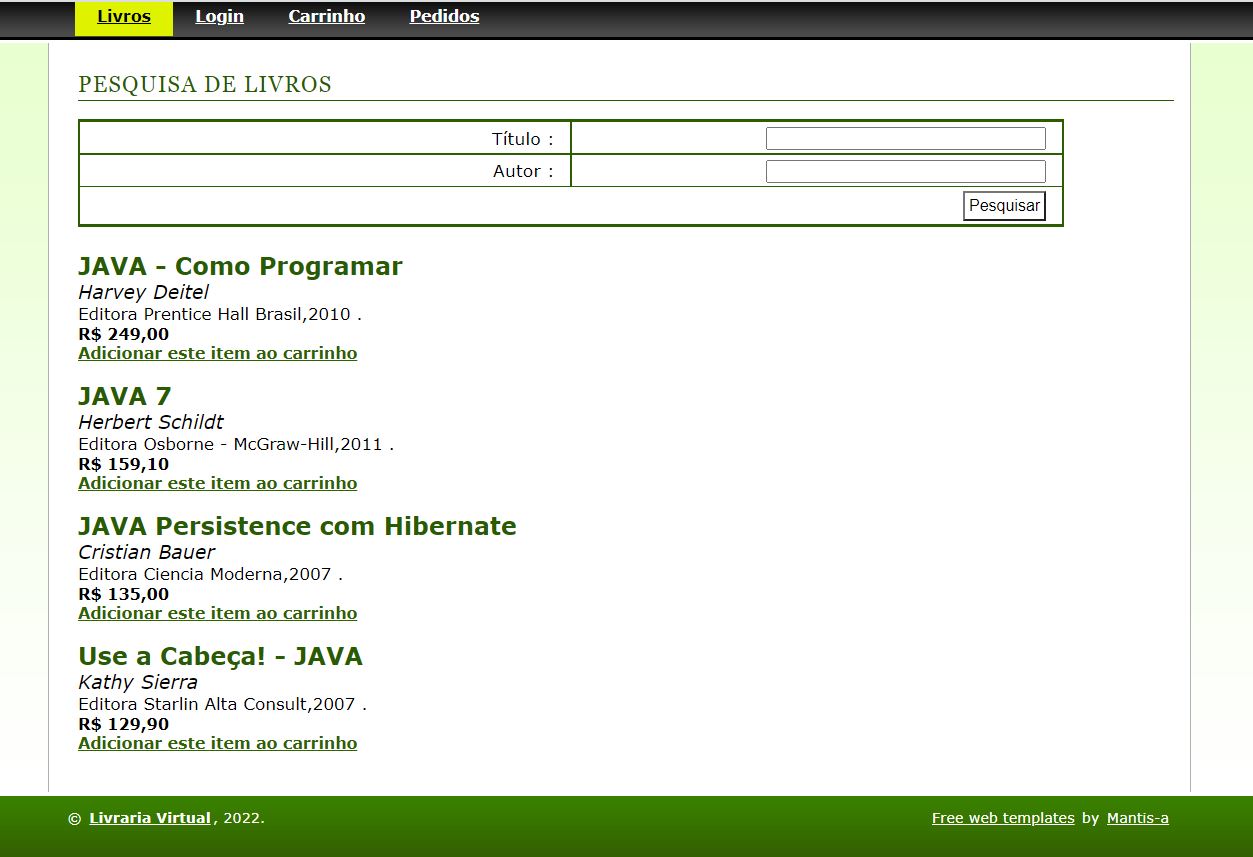 Livros Login Carrinho Pedidos
PESQUISA DE LIVROS
Título :
Autor :
Pesquisar
JAVA - Como Programar
Harvey Deitel
Editora Prentice Hall Brasil,2010 .
R$ 249,00
Adicionar este item ao carrinho
JAVA 7
Herbert Schildt
Editora Osborne - McGraw-Hill,2011 .
R$ 159,10
Adicionar este item ao carrinho
JAVA Persistence com Hibernate
Cristian Bauer
Editora Ciencia Moderna,2007 .
R$ 135,00
Adicionar este item ao carrinho
Use a Cabeça! - JAVA
Kathy Sierra
Editora Starlin Alta Consult,2007 .
R$ 129,90
Adicionar este item ao carrinho
© Livraria Virtual, 2022. Free web templates by Mantis-a